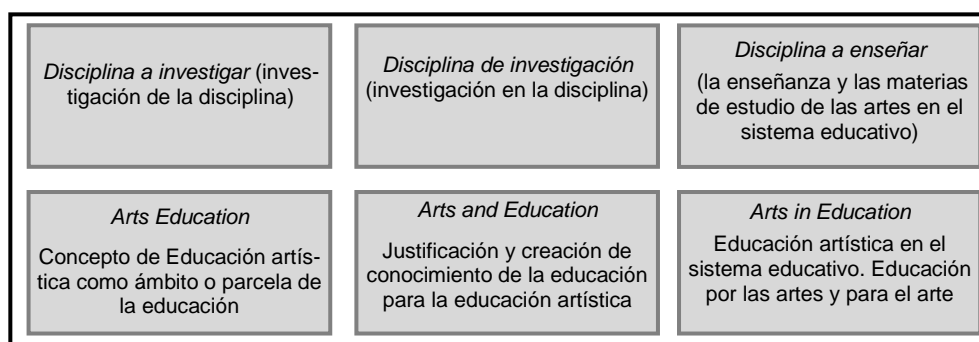 Disciplina a investigar (inves-
tigación de la disciplina)
Disciplina de investigación
(investigación en la disciplina)
Disciplina a enseñar
(la enseñanza y las materias
de estudio de las artes en el
sistema educativo)
Arts Education
Concepto de Educación artís-
tica como ámbito o parcela de
la educación
Arts and Education
Justificación y creación de
conocimiento de la educación
para la educación artística
Arts in Education
Educación artística en el
sistema educativo. Educación
por las artes y para el arte